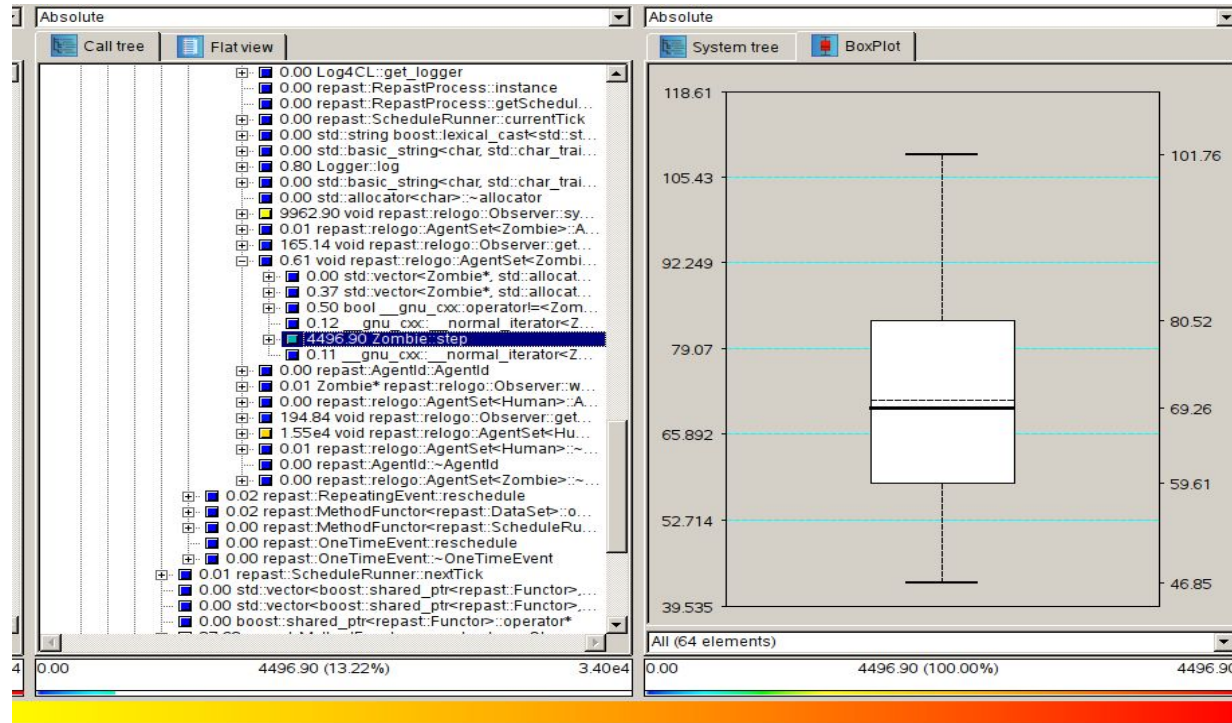 Absolute
Call tree
Flat view
0.00 Log4CL::get_logger
0.00 repast::RepastProcess::instance
0.00 repast::RepastProcess::getSchedul...
0.00 repast::ScheduleRunner::currentTick
0.00 std::string boost::lexical_cast<std::st...
0.00 std::basic_string<char, std::char_trai...
0.80 Logger::log
0.00 std::basic_string<char, std::char_trai...
0.00 std::allocator<char>::~allocator
9962.90 void repast::relogo::Observer::sy...
0.01 repast::relogo::AgentSet<Zombie>::A...
165.14 void repast::relogo::Observer::get...
0.61 void repast::relogo::AgentSet<Zombi...
0.00 std::vector<Zombie*, std::allocat...
0.37 std::vector<Zombie*, std::allocat...
0.50 bool __gnu_cxx::operator!=<Zom...
0.12 __gnu_cxx::__normal_iterator<Z...
4496.90 Zombie::step
0.11 __gnu_cxx::__normal_iterator<Z...
0.00 repast::AgentId::AgentId
0.01 Zombie* repast::relogo::Observer::w...
0.00 repast::relogo::AgentSet<Human>::A...
194.84 void repast::relogo::Observer::get...
1.55e4 void repast::relogo::AgentSet<Hu...
0.01 repast::relogo::AgentSet<Human>::~...
0.00 repast::AgentId::~AgentId
0.00 repast::relogo::AgentSet<Zombie>::~...
0.02 repast::RepeatingEvent::reschedule
0.02 repast::MethodFunctor<repast::DataSet>::o...
0.00 repast::MethodFunctor<repast::ScheduleRu...
0.00 repast::OneTimeEvent::reschedule
0.00 repast::OneTimeEvent::~OneTimeEvent
0.01 repast::ScheduleRunner::nextTick
0.00 std::vector<boost::shared_ptr<repast::Functor>,...
0.00 std::vector<boost::shared_ptr<repast::Functor>,...
0.00 boost::shared_ptr<repast::Functor>::operator*
4
0.00 4496.90 (13.22%) 3.40e4
Absolute
System tree
BoxPlot
118.61
101.76
105.43
92.249
80.52
79.07
69.26
65.892
59.61
52.714
46.85
39.535
All (64 elements)
0.00 4496.90 (100.00%) 4496.90